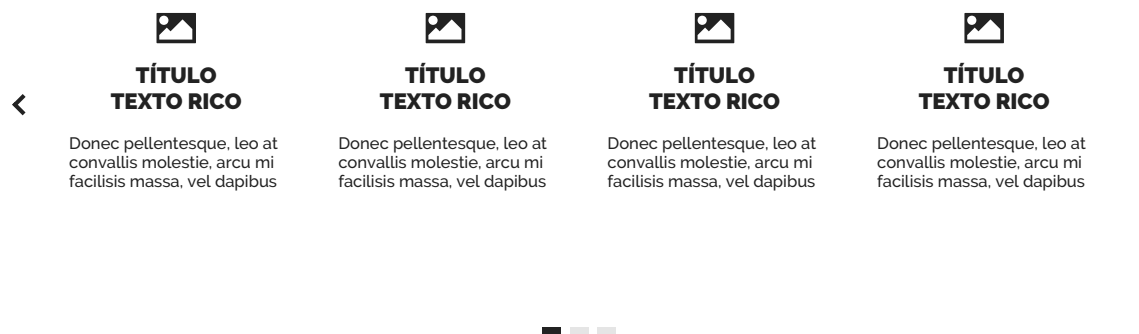 TÍTULO
TEXTO RICO
Donec pellentesque, leo at
convallis molestie, arcu mi
facilisis massa, vel dapibus
TÍTULO
TEXTO RICO
Donec pellentesque, leo at
convallis molestie, arcu mi
facilisis massa, vel dapibus
TÍTULO
TEXTO RICO
Donec pellentesque, leo at
convallis molestie, arcu mi
facilisis massa, vel dapibus
TÍTULO
TEXTO RICO
Donec pellentesque, leo at
convallis molestie, arcu mi
facilisis massa, vel dapibus